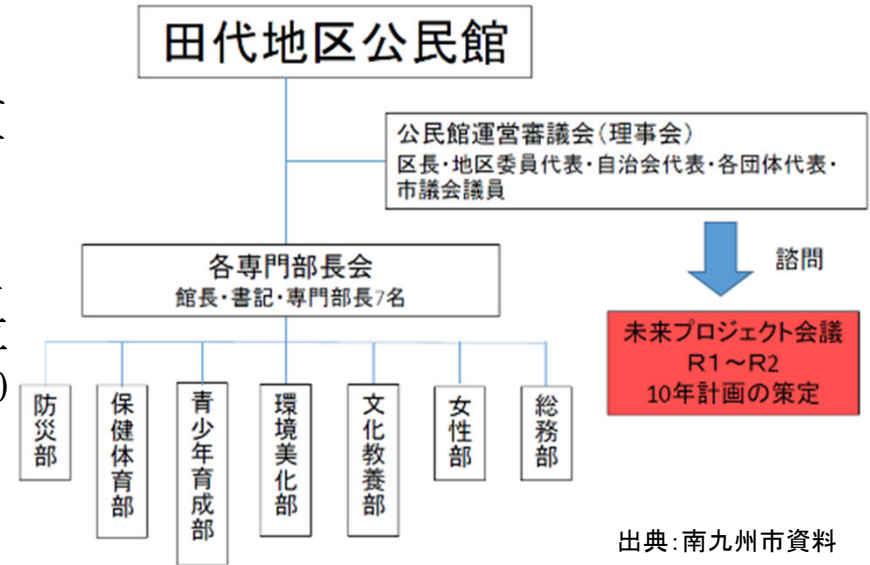 田代地区公民館
公民館運営審議会(理事会)
区長・地区委員代表・自治会代表・各団体代表・
市議会議員
諮問
各専門部長会
館長・書記・専門部長7名
未来プロジェクト会議
R1～R2
10年計画の策定
防災部
保健体育部
青少年育成部
環境美化部
文化教養部
女性部
総務部
出典:南九州市資料